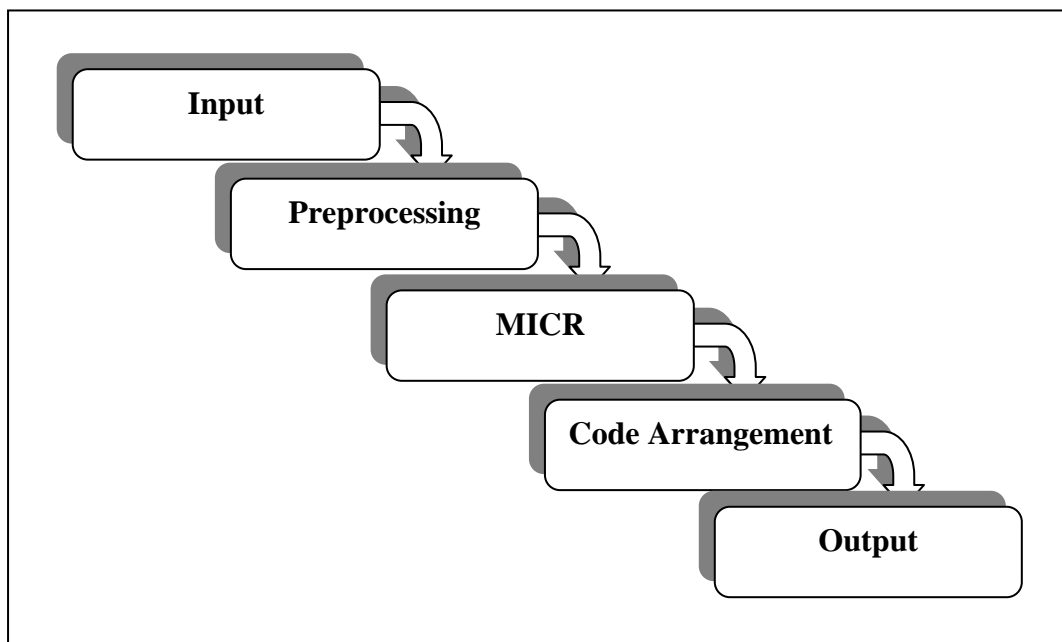 Input
Preprocessing
MICR
Code Arrangement
Output